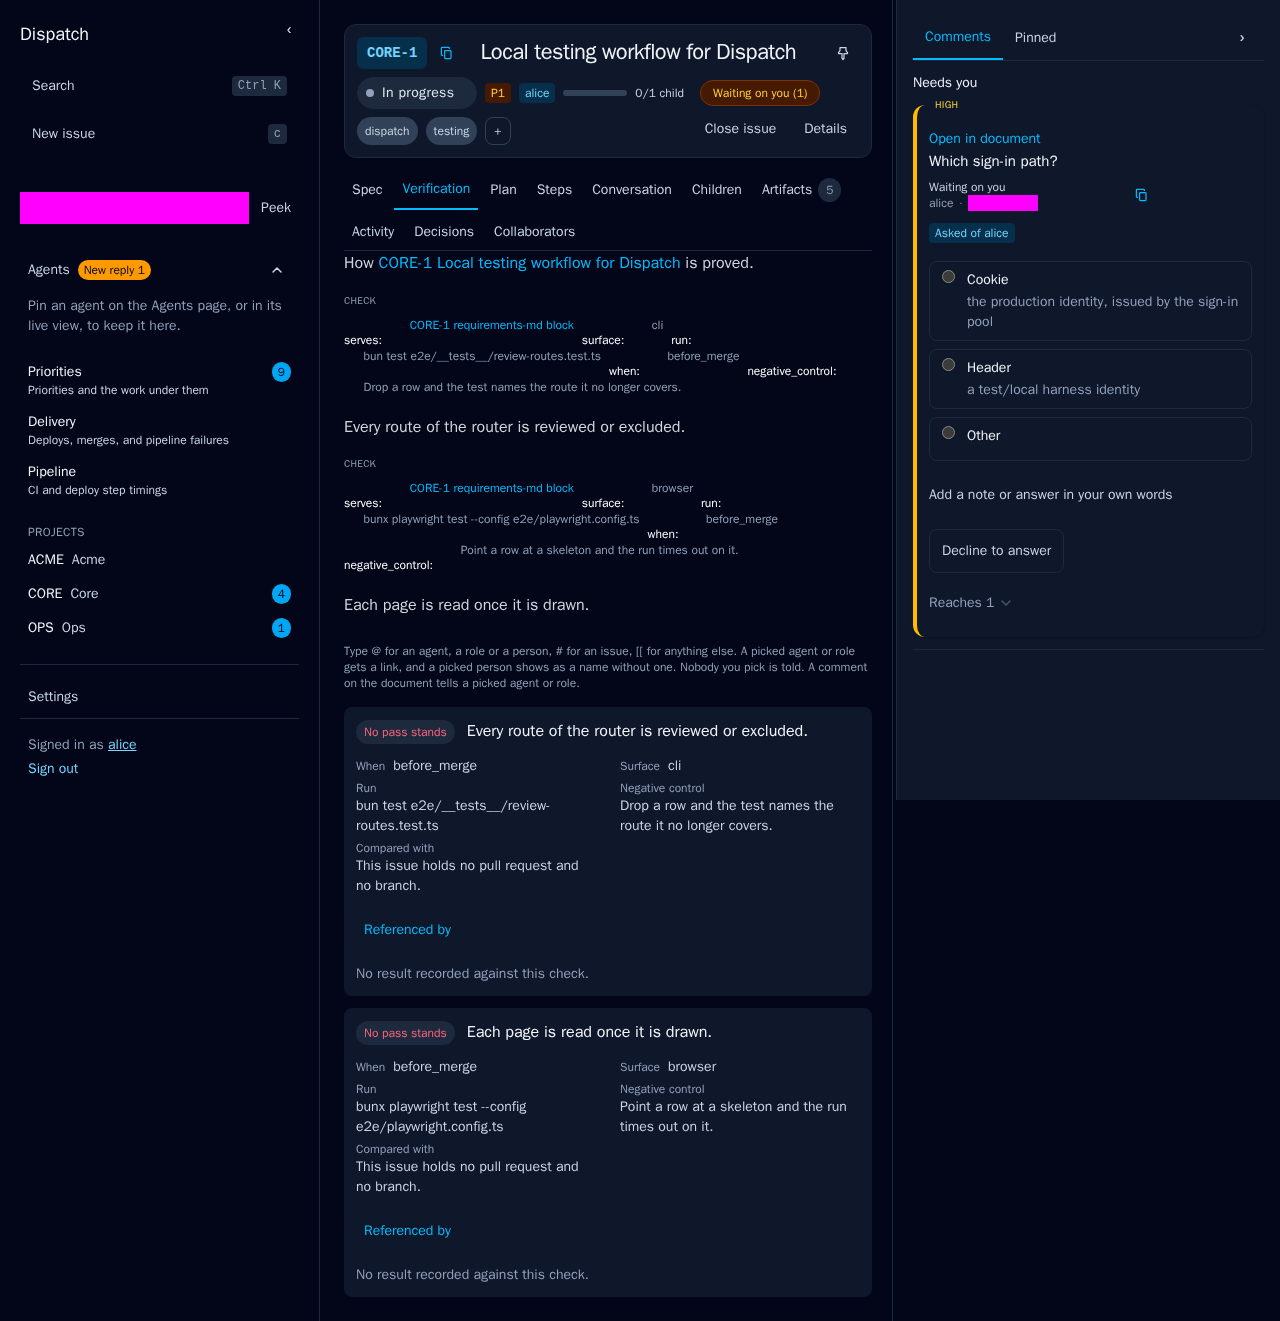 Dispatch
Search
Ctrl K
New issue
C
Peek
Agents
New reply 1
Pin an agent on the Agents page, or in its
live view, to keep it here.
Priorities
9
Priorities and the work under them
Delivery
Deploys, merges, and pipeline failures
Pipeline
CI and deploy step timings
PROJECTS
ACME Acme
CORE Core
4
OPS Ops
1
Settings
Signed in as alice
Sign out
CORE-1
Local testing workflow for Dispatch
In progress
P1
alice
0/1 child
Waiting on you (1)
dispatch
testing
+
Close issue
Details
Spec
Verification
Plan
Steps
Conversation
Children
Artifacts
5
Activity
Decisions
Collaborators
How CORE-1 Local testing workflow for Dispatch is proved.
CHECK
CORE-1 requirements-md block
cli
serves:
surface:
run:
bun test e2e/__tests__/review-routes.test.ts
before_merge
when:
negative_control:
Drop a row and the test names the route it no longer covers.
Every route of the router is reviewed or excluded.
CHECK
CORE-1 requirements-md block
browser
serves:
surface:
run:
bunx playwright test --config e2e/playwright.config.ts
before_merge
when:
Point a row at a skeleton and the run times out on it.
negative_control:
Each page is read once it is drawn.
Type @ for an agent, a role or a person, # for an issue, [[ for anything else. A picked agent or role
gets a link, and a picked person shows as a name without one. Nobody you pick is told. A comment
on the document tells a picked agent or role.
No pass stands
Every route of the router is reviewed or excluded.
When before_merge
Surface cli
Run
bun test e2e/__tests__/review-
routes.test.ts
Negative control
Drop a row and the test names the
route it no longer covers.
Compared with
This issue holds no pull request and
no branch.
Referenced by
No result recorded against this check.
No pass stands
Each page is read once it is drawn.
When before_merge
Surface browser
Run
bunx playwright test --config
e2e/playwright.config.ts
Negative control
Point a row at a skeleton and the run
times out on it.
Compared with
This issue holds no pull request and
no branch.
Referenced by
No result recorded against this check.
Comments
Pinned
Needs you
HIGH
Open in document
Which sign-in path?
Waiting on you
alice ·
Asked of alice
Cookie
the production identity, issued by the sign-in
pool
Header
a test/local harness identity
Other
Add a note or answer in your own words
Decline to answer
Reaches 1